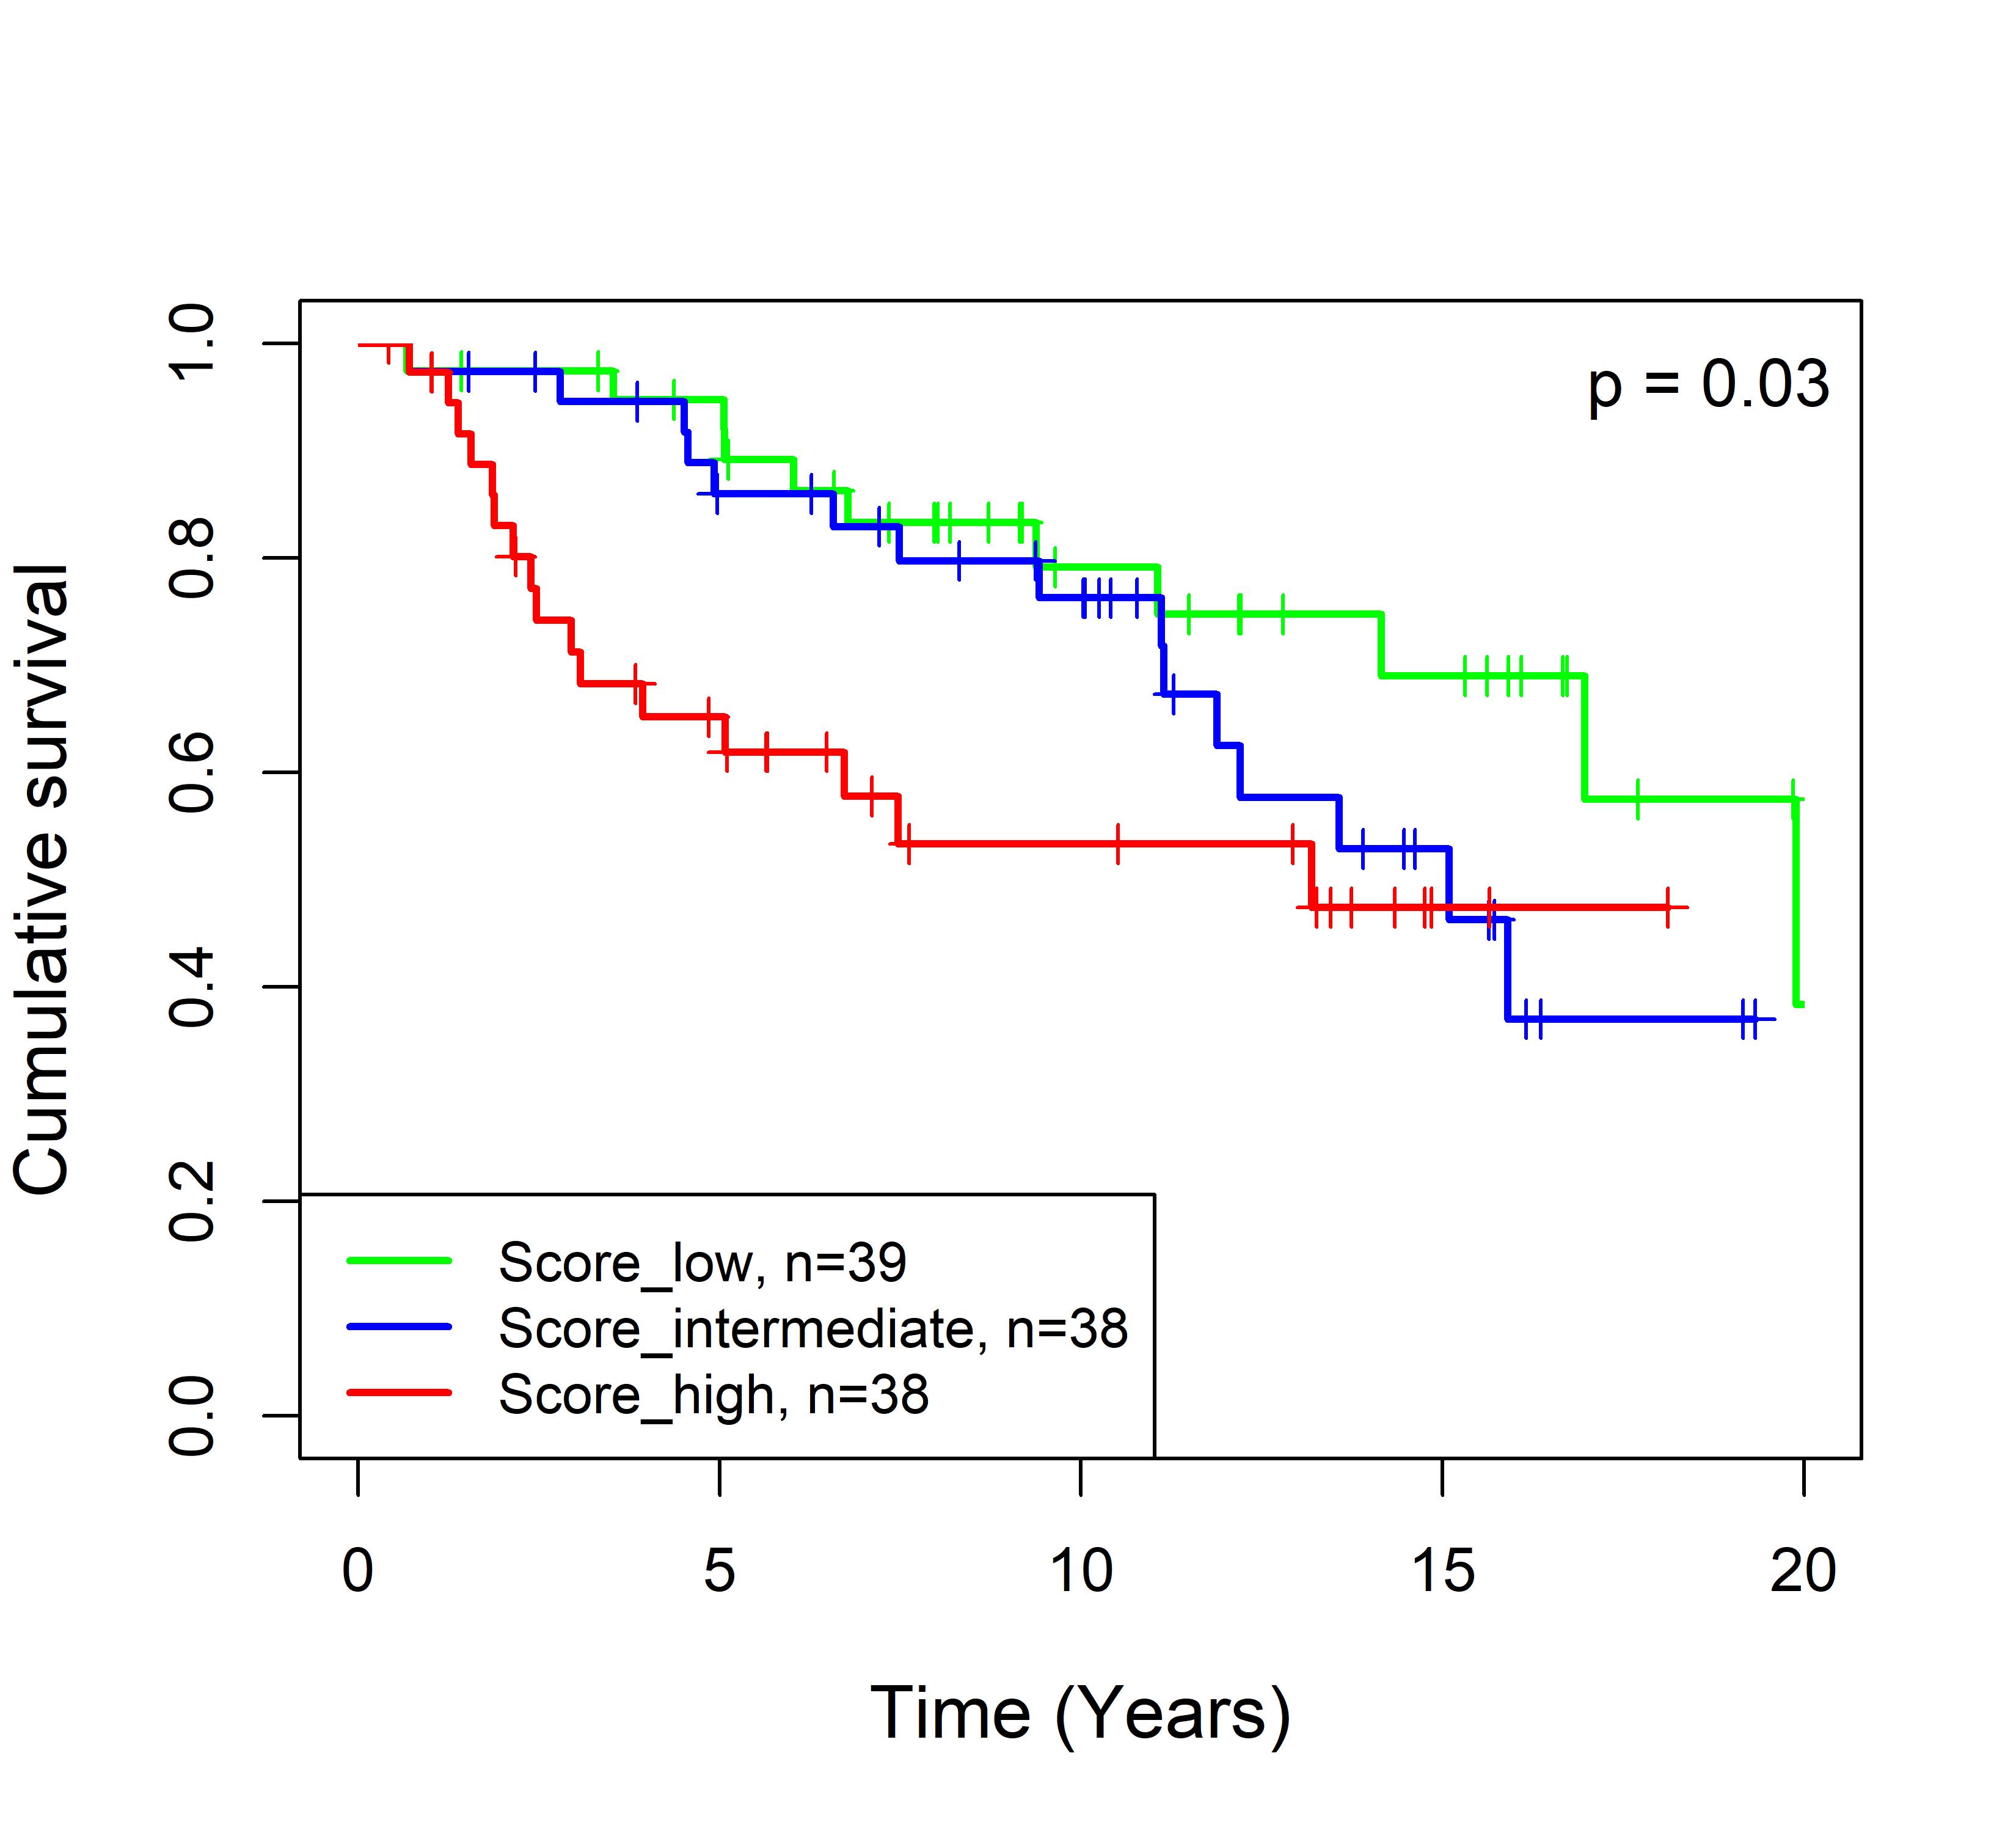 p = 0.03
Cumulative survival
1.0
0.8
0.6
0.4
0.2
0.0
Score_low, n=39
Score_intermediate, n=38
Score_high, n=38
0 5 10 15 20
Time (Years)